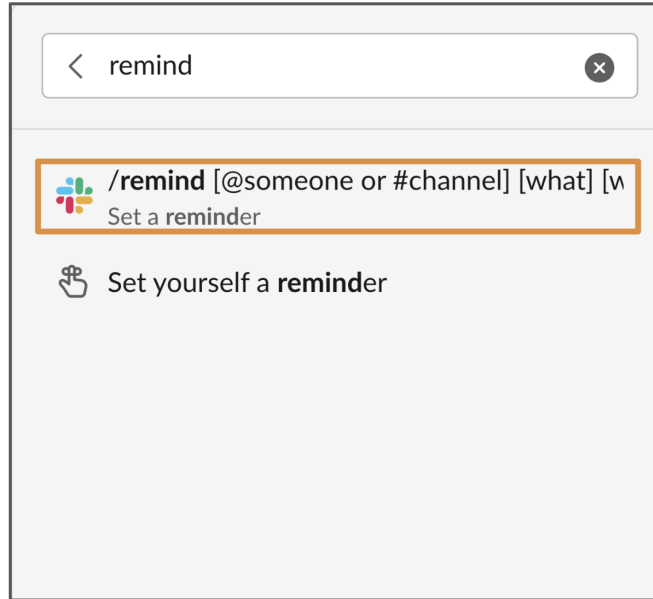 remind
/remind [@someone or #channel] [what] [w
Set a reminder
Set yourself a reminder